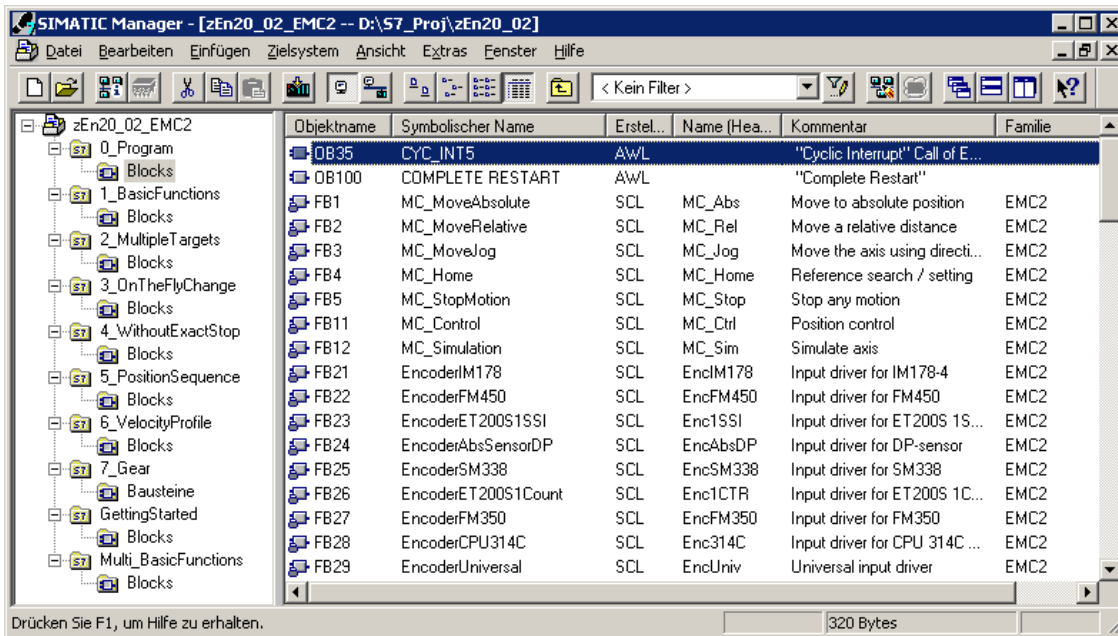 SIMATIC Manager - [zEn20_02_EMC2 -- D:\S7_Proj\zEn20_02]
Datei Bearbeiten Einfügen Zielsystem Ansicht Extras Fenster Hilfe
< Kein Filter >
zEn20_02_EMC2
0_Program
Blocks
1_BasicFunctions
Blocks
2_MultipleTargets
Blocks
3_OnTheFlyChange
Blocks
4_WithoutExactStop
Blocks
5_PositionSequence
Blocks
6_VelocityProfile
Blocks
7_Gear
Bausteine
GettingStarted
Blocks
Multi_BasicFunctions
Blocks
Objektname Symbolischer Name Erstel... Name (Hea... Kommentar Familie
OB35 CYC_INT5 AWL "Cyclic Interrupt" Call of E...
OB100 COMPLETE RESTART AWL "Complete Restart"
FB1 MC_MoveAbsolute SCL MC_Abs Move to absolute position EMC2
FB2 MC_MoveRelative SCL MC_Rel Move a relative distance EMC2
FB3 MC_MoveJog SCL MC_Jog Move the axis using directi... EMC2
FB4 MC_Home SCL MC_Home Reference search / setting EMC2
FB5 MC_StopMotion SCL MC_Stop Stop any motion EMC2
FB11 MC_Control SCL MC_Ctrl Position control EMC2
FB12 MC_Simulation SCL MC_Sim Simulate axis EMC2
FB21 EncoderIM178 SCL EncIM178 Input driver for IM178-4 EMC2
FB22 EncoderFM450 SCL EncFM450 Input driver for FM450 EMC2
FB23 EncoderET200S1SSI SCL Enc1SSI Input driver for ET200S 1S... EMC2
FB24 EncoderAbsSensorDP SCL EncAbsDP Input driver for DP-sensor EMC2
FB25 EncoderSM338 SCL EncSM338 Input driver for SM338 EMC2
FB26 EncoderET200S1Count SCL Enc1CTR Input driver for ET200S 1C... EMC2
FB27 EncoderFM350 SCL EncFM350 Input driver for FM350 EMC2
FB28 EncoderCPU314C SCL Enc314C Input driver for CPU 314C ... EMC2
FB29 EncoderUniversal SCL EncUniv Universal input driver EMC2
Drücken Sie F1, um Hilfe zu erhalten. 320 Bytes